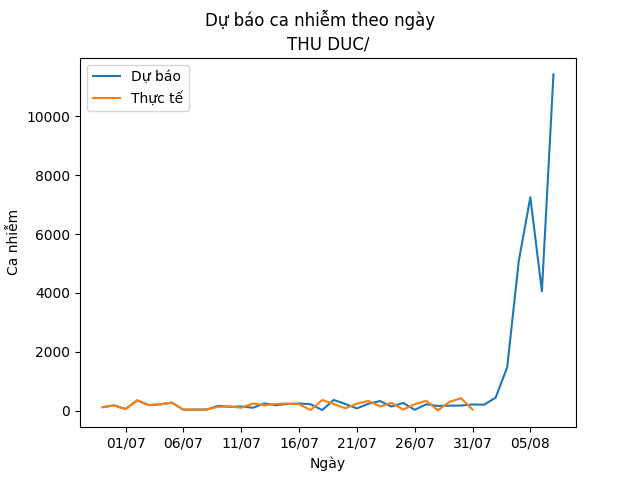 Dự báo ca nhiễm theo ngày
THU DUC/
Dự báo
Thực tế
Ca nhiễm
10000
8000
6000
4000
2000
0
01/07 06/07 11/07 16/07 21/07 26/07 31/07 05/08
Ngày